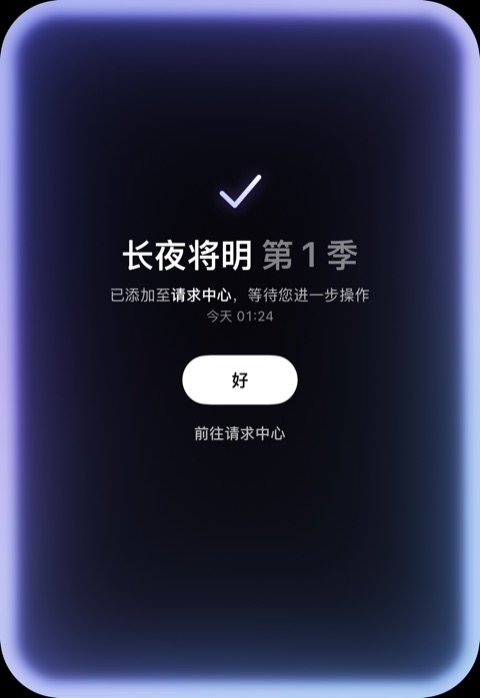 长夜将明 第 1 季
已添加至请求中心，等待您进一步操作
今天 01:24
好
前往请求中心